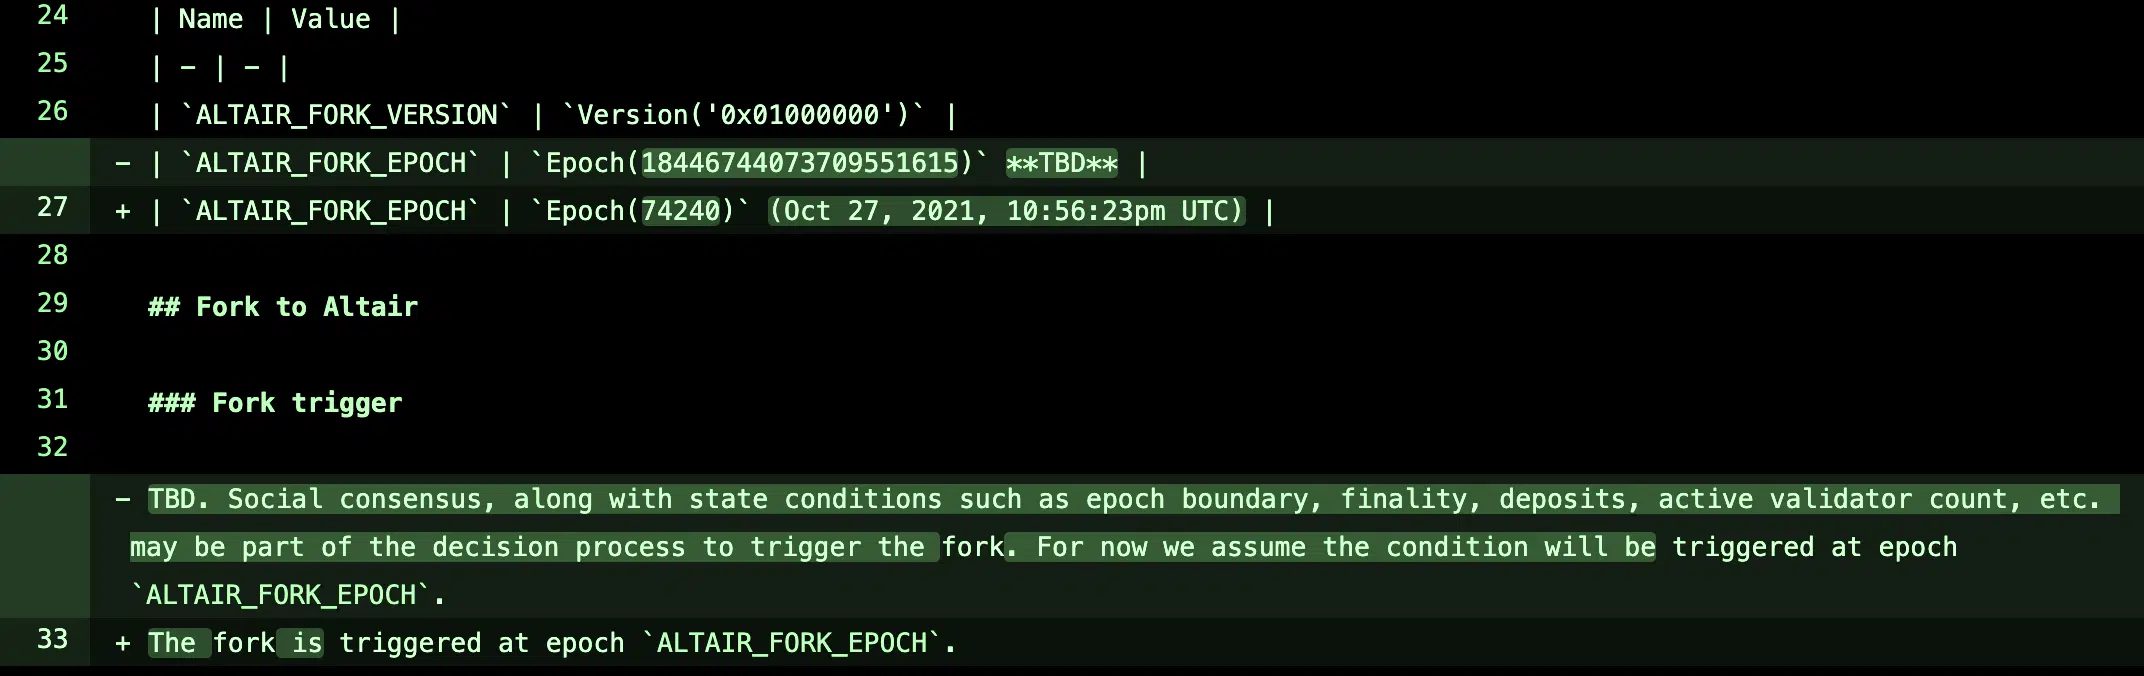 24 | Name | Value |
25 | - | - |
26 | `ALTAIR_FORK_VERSION` | `Version('0x01000000')` |
- | `ALTAIR_FORK_EPOCH` | `Epoch(18446744073709551615)` **TBD** |
27 + | `ALTAIR_FORK_EPOCH` | `Epoch(74240)` (Oct 27, 2021, 10:56:23pm UTC) |
28
29 ## Fork to Altair
30
31 ### Fork trigger
32
- TBD. Social consensus, along with state conditions such as epoch boundary, finality, deposits, active validator count, etc.
may be part of the decision process to trigger the fork. For now we assume the condition will be triggered at epoch
`ALTAIR_FORK_EPOCH`.
33 + The fork is triggered at epoch `ALTAIR_FORK_EPOCH`.